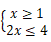 x ≥ 1
2x ≤ 4